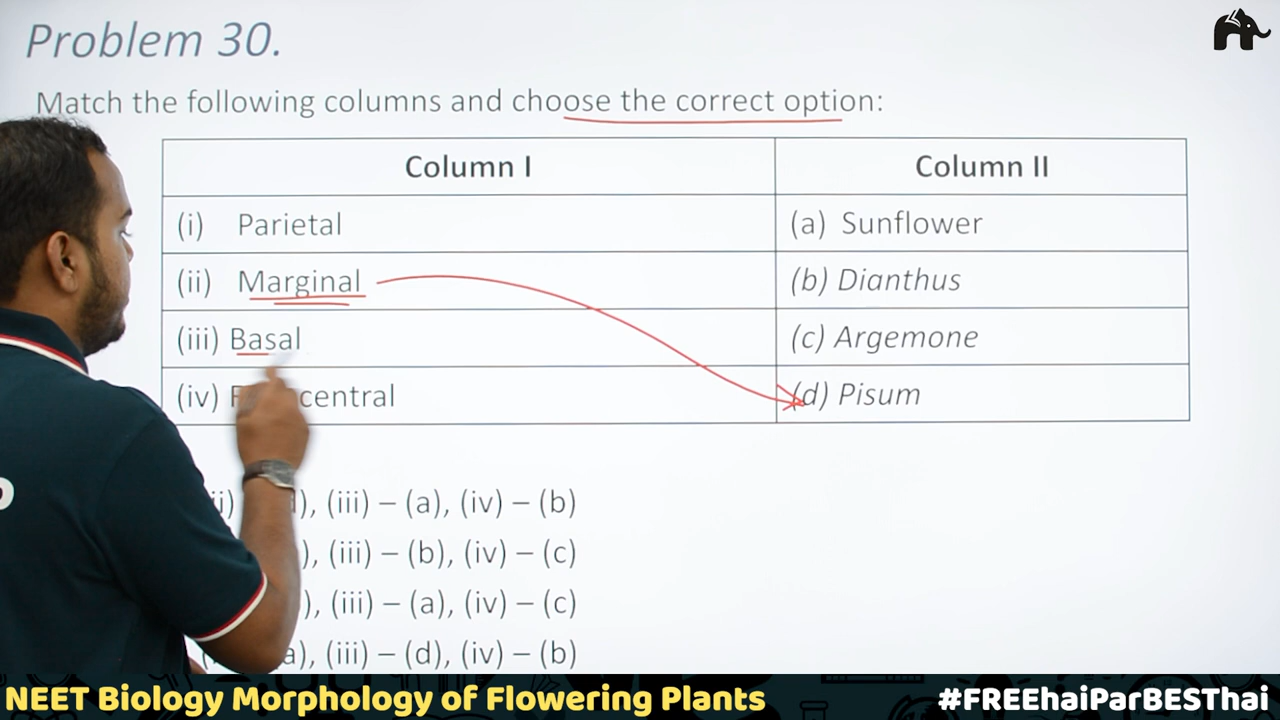 Problem 30.
Match the following columns and choose the correct option:
Column I Column II
(i) Parietal (a) Sunflower
(ii) Marginal (b) Dianthus
(iii) Basal (c) Argemone
(iv) central (d) Pisum
(iii) – (a), (iv) – (b)
(iii) – (b), (iv) – (c)
(iii) – (a), (iv) – (c)
(iii) – (d), (iv) – (b)
NEET Biology Morphology of Flowering Plants #FREEhaiParBESThai